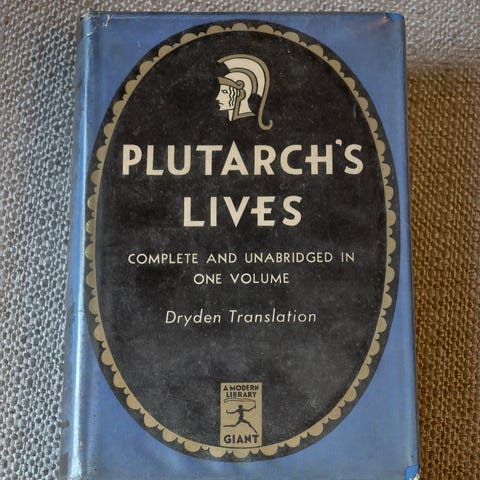 PLUTARCH'S
LIVES
COMPLETE AND UNABRIDGED IN
ONE VOLUME
Dryden Translation
A MODERN
LIBRARY
GIANT